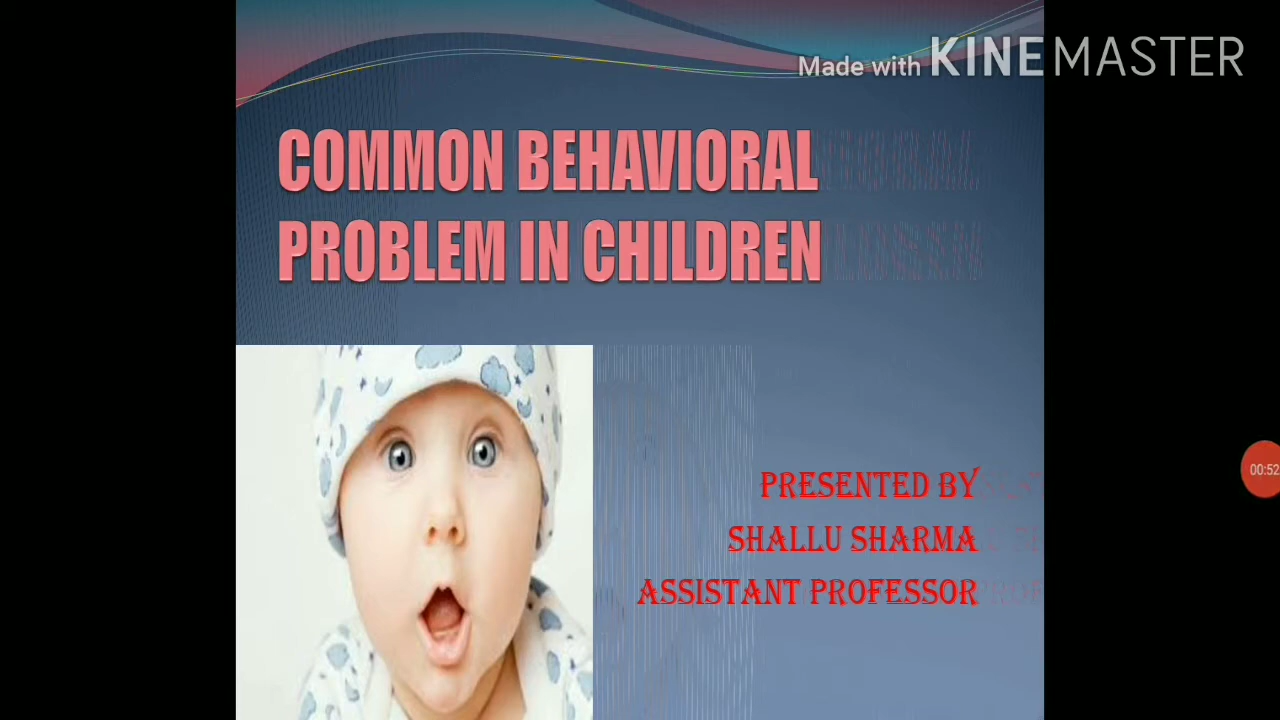 Made with KINEMASTER
COMMON BEHAVIORAL
PROBLEM IN CHILDREN
PRESENTED BY
SHALLU SHARMA
ASSISTANT PROFESSOR
00:52